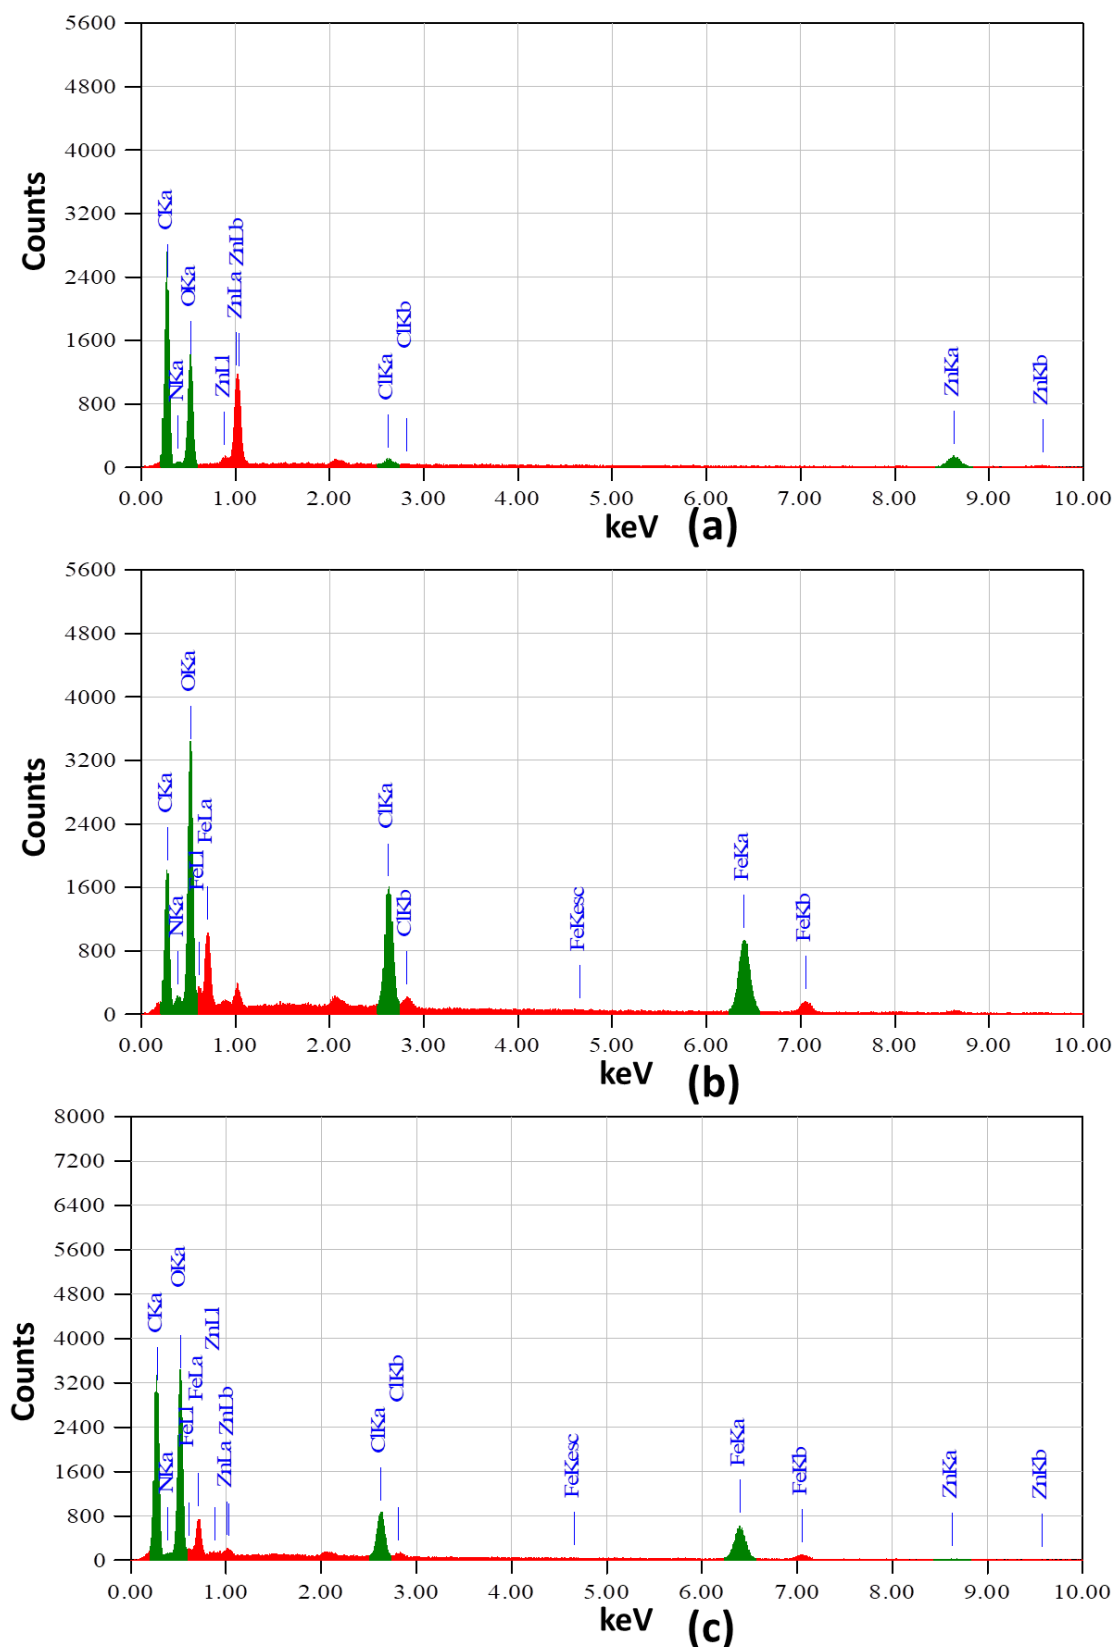 5600
4800
4000
3200
2400
1600
800
0
Counts
CKa
NKa
OKa
ZnLl
ZnLa
ZnLb
ClKa
ClKb
ZnKa
ZnKb
0.00 1.00 2.00 3.00 4.00 5.00 6.00 7.00 8.00 9.00 10.00
keV (a)
5600
4800
4000
3200
2400
1600
800
0
Counts
CKa
NKa
OKa
FeLl
FeLa
ClKa
ClKb
FeKesc
FeKa
FeKb
0.00 1.00 2.00 3.00 4.00 5.00 6.00 7.00 8.00 9.00 10.00
keV (b)
8000
7200
6400
5600
4800
4000
3200
2400
1600
800
0
Counts
CKa
NKa
OKa
FeLl
FeLa
ZnLl
ZnLa
ZnLb
ClKa
ClKb
FeKesc
FeKa
FeKb
ZnKa
ZnKb
0.00 1.00 2.00 3.00 4.00 5.00 6.00 7.00 8.00 9.00 10.00
keV (c)